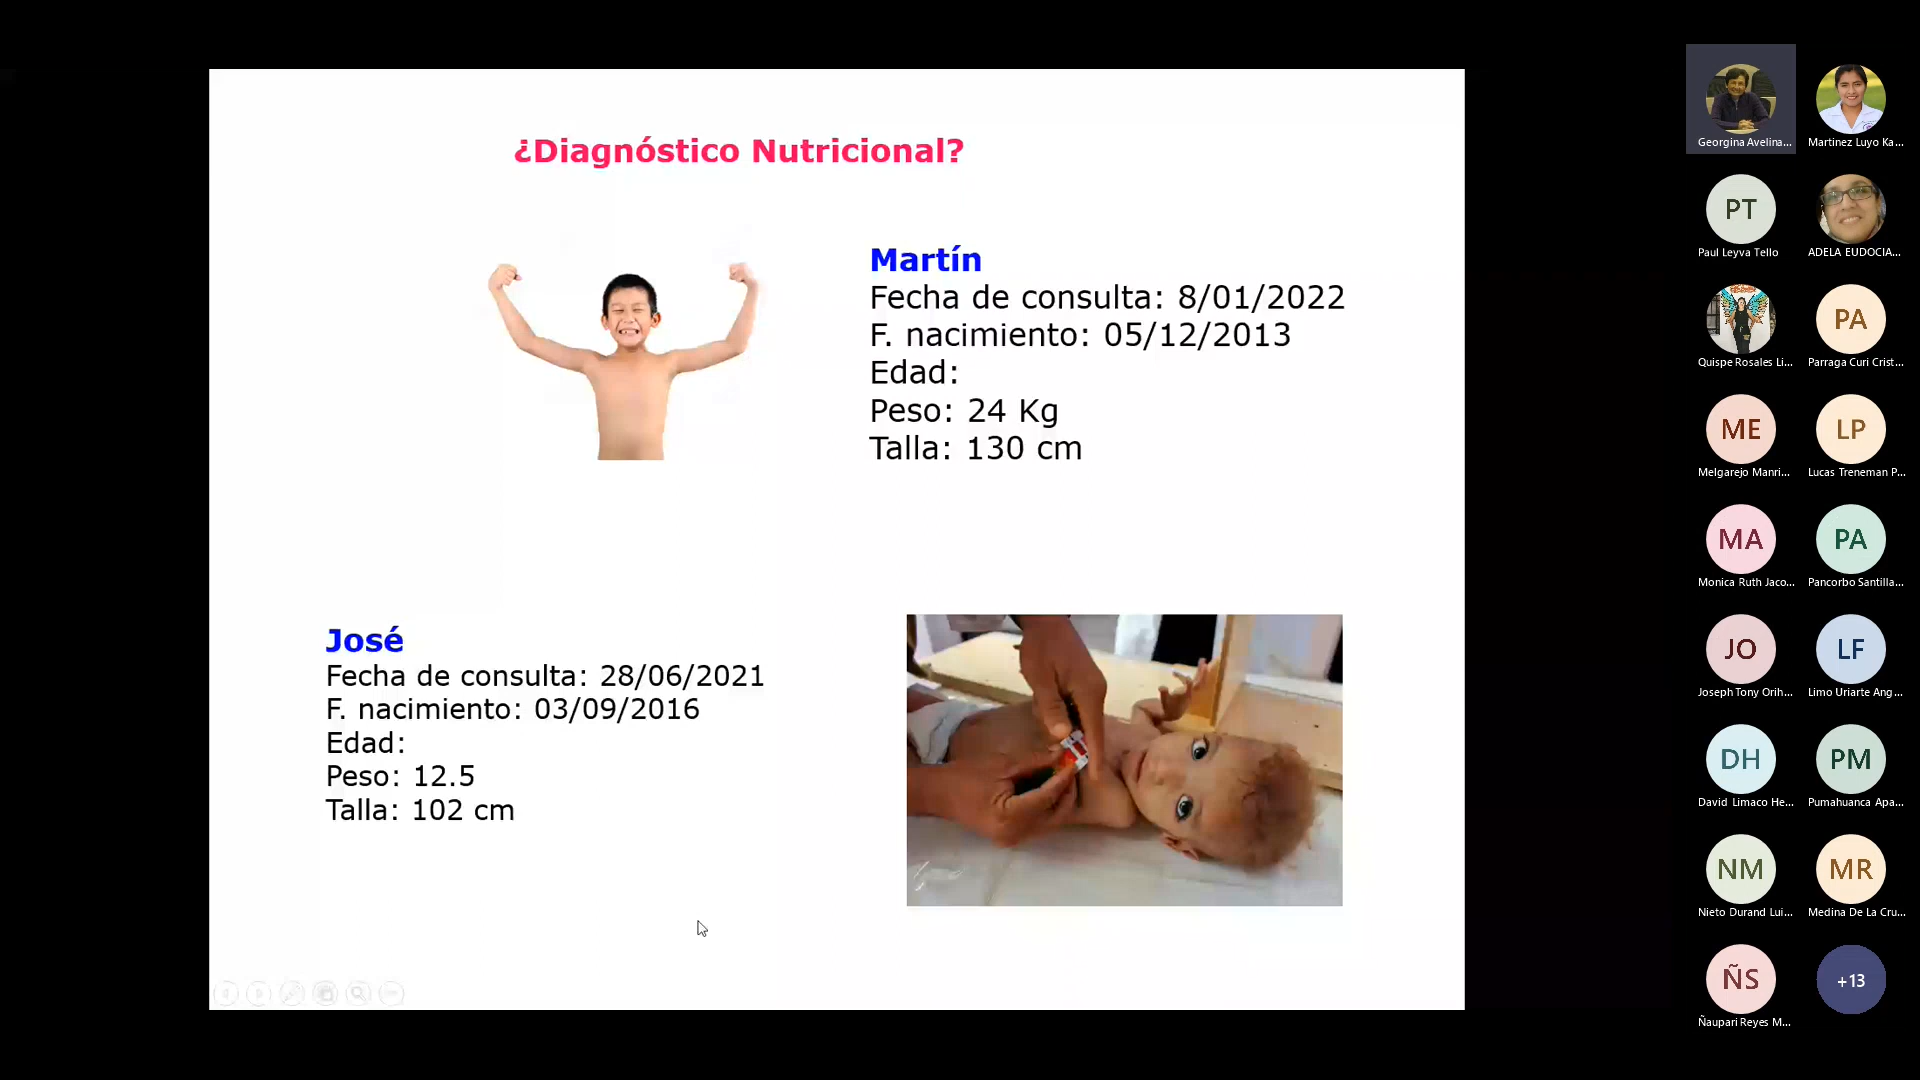 ¿Diagnóstico Nutricional?
Martín
Fecha de consulta: 8/01/2022
F. nacimiento: 05/12/2013
Edad:
Peso: 24 Kg
Talla: 130 cm
José
Fecha de consulta: 28/06/2021
F. nacimiento: 03/09/2016
Edad:
Peso: 12.5
Talla: 102 cm
Georgina Avelina...
Martinez Luyo Ka...
PT
Paul Leyva Tello
ADELA EUDOCIA...
Quispe Rosales Li...
PA
Parraga Curi Crist...
ME
Melgarejo Manri...
LP
Lucas Treneman P...
MA
Monica Ruth Jaco...
PA
Pancorbo Santilla...
JO
Joseph Tony Orih...
LF
Limo Uriarte Ang...
DH
David Limaco He...
PM
Pumahuanca Apa...
NM
Nieto Durand Lui...
MR
Medina De La Cru...
ÑS
Ñaupari Reyes M...
+13